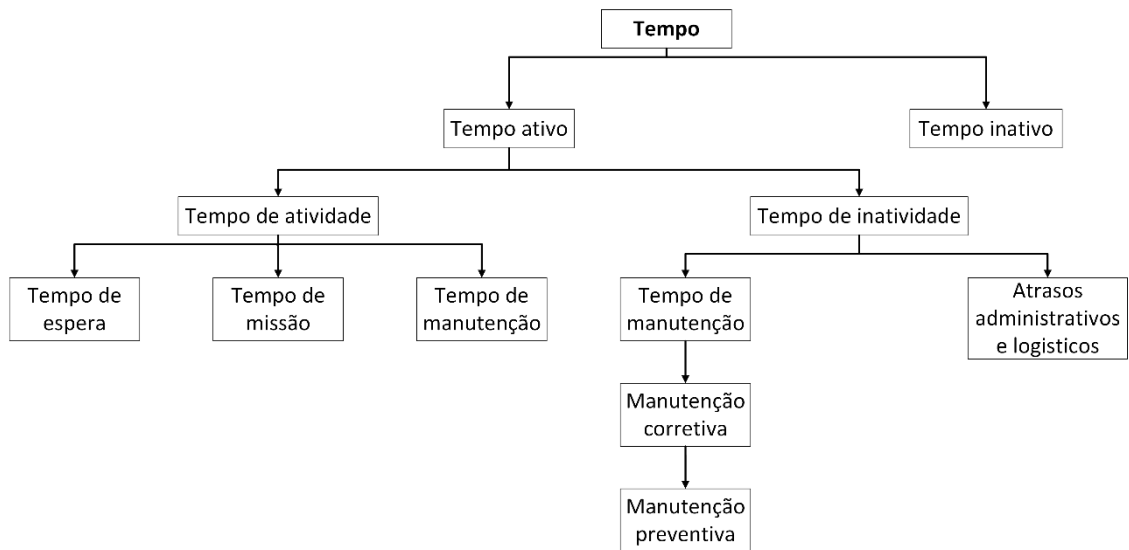 Tempo
Tempo ativo
Tempo inativo
Tempo de atividade
Tempo de inatividade
Tempo de
espera
Tempo de
missão
Tempo de
manutenção
Tempo de
manutenção
Atrasos
administrativos
e logisticos
Manutenção
corretiva
Manutenção
preventiva